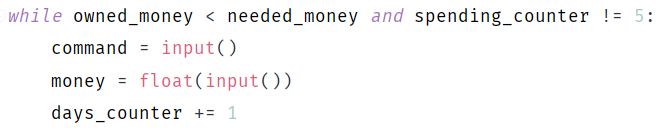 while owned_money < needed_money and spending_counter != 5:
    command = input()
    money = float(input())
    days_counter += 1